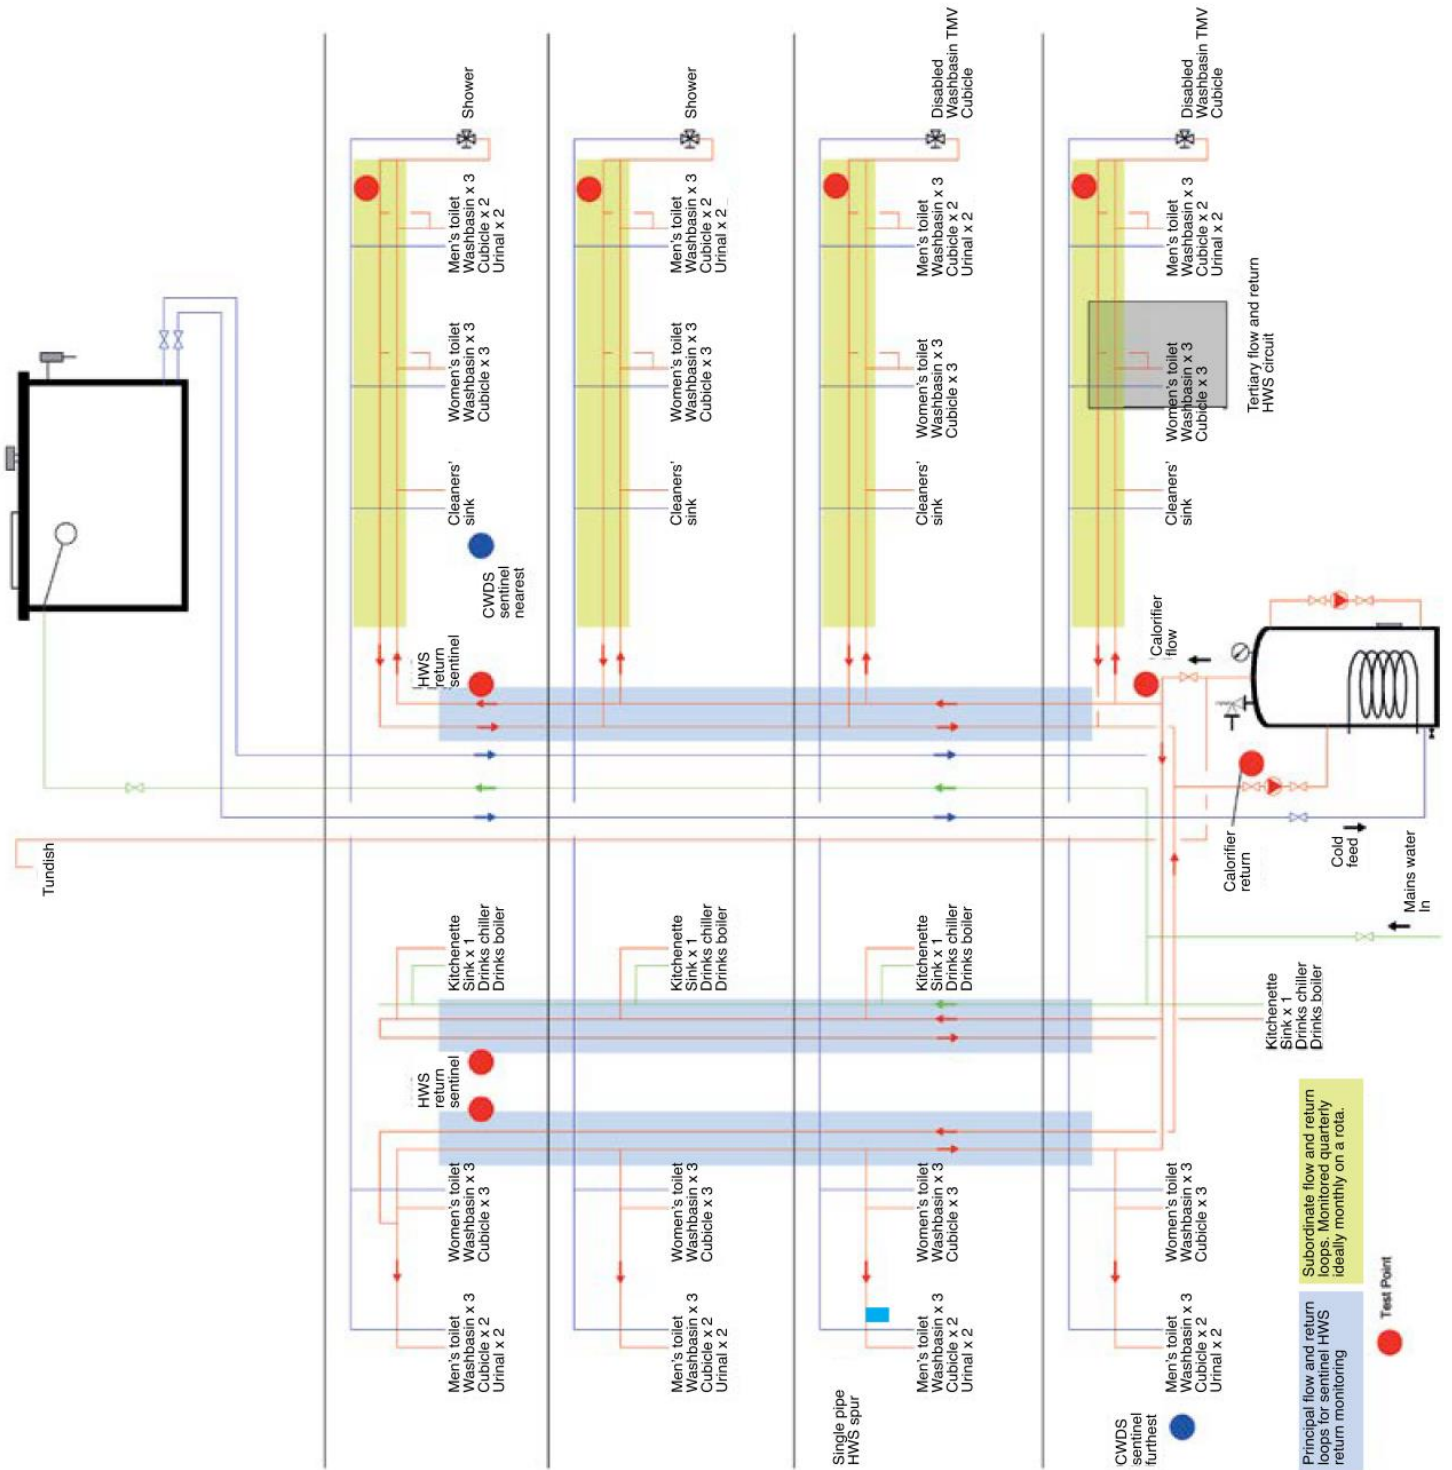 Tundish
Men's toilet
Washbasin x 3
Cubicle x 2
Urinal x 2
Women's toilet
Washbasin x 3
Cubicle x 3
HWS
return
sentinel
Kitchenette
Sink x 1
Drinks chiller
Drinks boiler
HWS
return
sentinel
CWDS
sentinel
nearest
Cleaners'
sink
Women's toilet
Washbasin x 3
Cubicle x 3
Men's toilet
Washbasin x 3
Cubicle x 2
Urinal x 2
Shower
Men's toilet
Washbasin x 3
Cubicle x 2
Urinal x 2
Women's toilet
Washbasin x 3
Cubicle x 3
Kitchenette
Sink x 1
Drinks chiller
Drinks boiler
Cleaners'
sink
Women's toilet
Washbasin x 3
Cubicle x 3
Men's toilet
Washbasin x 3
Cubicle x 2
Urinal x 2
Shower
Single pipe
HWS spur
Men's toilet
Washbasin x 3
Cubicle x 2
Urinal x 2
Women's toilet
Washbasin x 3
Cubicle x 3
Kitchenette
Sink x 1
Drinks chiller
Drinks boiler
Cleaners'
sink
Women's toilet
Washbasin x 3
Cubicle x 3
Men's toilet
Washbasin x 3
Cubicle x 2
Urinal x 2
Disabled
Washbasin TMV
Cubicle
CWDS
sentinel
furthest
Men's toilet
Washbasin x 3
Cubicle x 2
Urinal x 2
Women's toilet
Washbasin x 3
Cubicle x 3
Calorifier
flow
Cleaners'
sink
Women's toilet
Washbasin x 3
Cubicle x 3
Men's toilet
Washbasin x 3
Cubicle x 2
Urinal x 2
Disabled
Washbasin TMV
Cubicle
Tertiary flow and return
HWS circuit
Kitchenette
Sink x 1
Drinks chiller
Drinks boiler
Calorifier
return
Cold
feed
Mains water
In
Principal flow and return
loops for sentinel HWS
return monitoring
Subordinate flow and return
loops. Monitored quarterly
ideally monthly on a rota.
Test Point